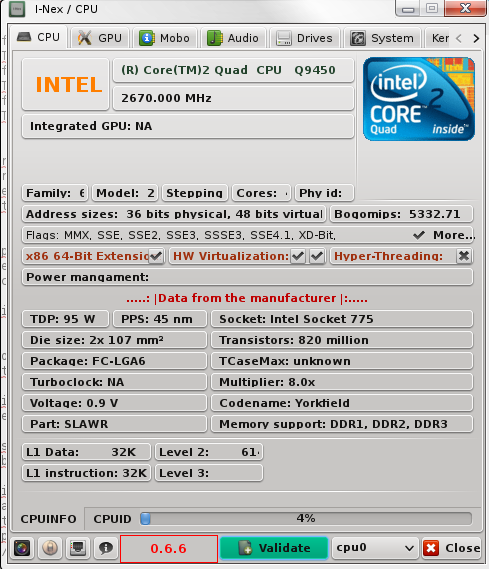 I-Nex / CPU
CPU GPU Mobo Audio Drives System Ker
INTEL
(R) Core(TM)2 Quad CPU Q9450
2670.000 MHz
intel
CORE 2
Quad inside™
Integrated GPU: NA
Family: 6 Model: 2 Stepping Cores: Phy id:
Address sizes: 36 bits physical, 48 bits virtual Bogomips: 5332.71
Flags: MMX, SSE, SSE2, SSE3, SSSE3, SSE4.1, XD-Bit, More...
x86 64-Bit Extensio HW Virtualization: Hyper-Threading:
Power mangament:
.....: |Data from the manufacturer |:.....
TDP: 95 W PPS: 45 nm Socket: Intel Socket 775
Die size: 2x 107 mm² Transistors: 820 million
Package: FC-LGA6 TCaseMax: unknown
Turboclock: NA Multiplier: 8.0x
Voltage: 0.9 V Codename: Yorkfield
Part: SLAWR Memory support: DDR1, DDR2, DDR3
L1 Data: 32K Level 2: 61
L1 instruction: 32K Level 3:
CPUINFO CPUID 4%
0.6.6 Validate cpu0 Close